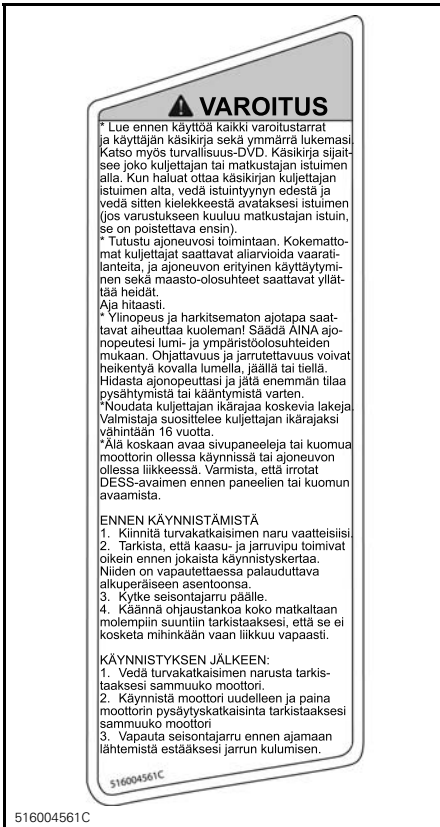 VAROITUS
* Lue ennen käyttöä kaikki varoitustarrat
ja käyttäjän käsikirja sekä ymmärrä lukemasi.
Katso myös turvallisuus-DVD. Käsikirja sijait-
see joko kuljettajan tai matkustajan istuimen
alla. Kun haluat ottaa käsikirjan kuljettajan
istuimen alta, vedä istuintyynyn edestä ja
vedä sitten kielekkeestä avataksesi istuimen
(jos varustukseen kuuluu matkustajan istuin,
se on poistettava ensin).
* Tutustu ajoneuvosi toimintaan. Kokematto-
mat kuljettajat saattavat aliarvioida vaarati-
lanteita, ja ajoneuvon erityinen käyttäytymi-
nen sekä maasto-olosuhteet saattavat yllät-
tää heidät.
Aja hitaasti.
* Ylinopeus ja harkitsematon ajotapa saat-
tavat aiheuttaa kuoleman! Säädä AINA ajo-
nopeutesi lumi- ja ympäristöolosuhteiden
mukaan. Ohjattavuus ja jarrutettavuus voivat
heikentyä kovalla lumella, jäällä tai tiellä.
Hidasta ajonopeuttasi ja jätä enemmän tilaa
pysähtymistä tai kääntymistä varten.
*Noudata kuljettajan ikärajaa koskevia lakeja.
Valmistaja suosittelee kuljettajan ikärajaksi
vähintään 16 vuotta.
*Älä koskaan avaa sivupaneeleja tai kuomua
moottorin ollessa käynnissä tai ajoneuvon
ollessa liikkeessä. Varmista, että irrotat
DESS-avaimen ennen paneelien tai kuomun
avaamista.
ENNEN KÄYNNISTÄMISTÄ
1. Kiinnitä turvakatkaisimen naru vaatteisiisi.
2. Tarkista, että kaasu- ja jarruvipu toimivat
oikein ennen jokaista käynnistyskertaa.
Niiden on vapautettaessa palauduttava
alkuperäiseen asentoonsa.
3. Kytke seisontajarru päälle.
4. Käännä ohjaustankoa koko matkaltaan
molempiin suuntiin tarkistaaksesi, että se ei
kosketa mihinkään vaan liikkuu vapaasti.
KÄYNNISTYKSEN JÄLKEEN:
1. Vedä turvakatkaisimen narusta tarkis-
taaksesi sammuuko moottori.
2. Käynnistä moottori uudelleen ja paina
moottorin pysäytyskatkaisinta tarkistaaksesi
sammuuko moottori
3. Vapauta seisontajarru ennen ajamaan
lähtemistä estääksesi jarrun kulumisen.
516004561C
516004561C